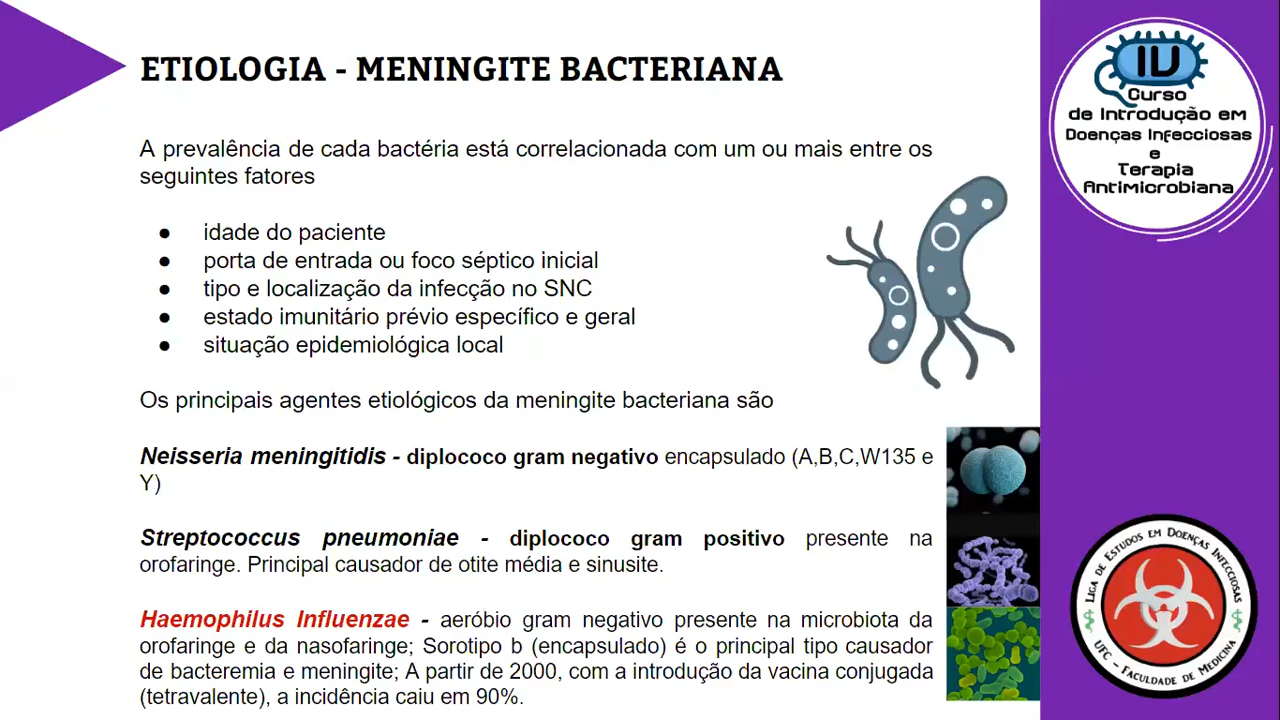 ETIOLOGIA - MENINGITE BACTERIANA
A prevalência de cada bactéria está correlacionada com um ou mais entre os
seguintes fatores
● idade do paciente
● porta de entrada ou foco séptico inicial
● tipo e localização da infecção no SNC
● estado imunitário prévio específico e geral
● situação epidemiológica local
Os principais agentes etiológicos da meningite bacteriana são
Neisseria meningitidis - diplococo gram negativo encapsulado (A,B,C,W135 e
Y)
Streptococcus pneumoniae - diplococo gram positivo presente na
orofaringe. Principal causador de otite média e sinusite.
Haemophilus Influenzae - aeróbio gram negativo presente na microbiota da
orofaringe e da nasofaringe; Sorotipo b (encapsulado) é o principal tipo causador
de bacteremia e meningite; A partir de 2000, com a introdução da vacina conjugada
(tetravalente), a incidência caiu em 90%.
IV
Curso
de Introdução em
Doenças Infecciosas
e
Terapia
Antimicrobiana
Liga de Estudos em Doenças Infecciosas
UFC - Faculdade de Medicina